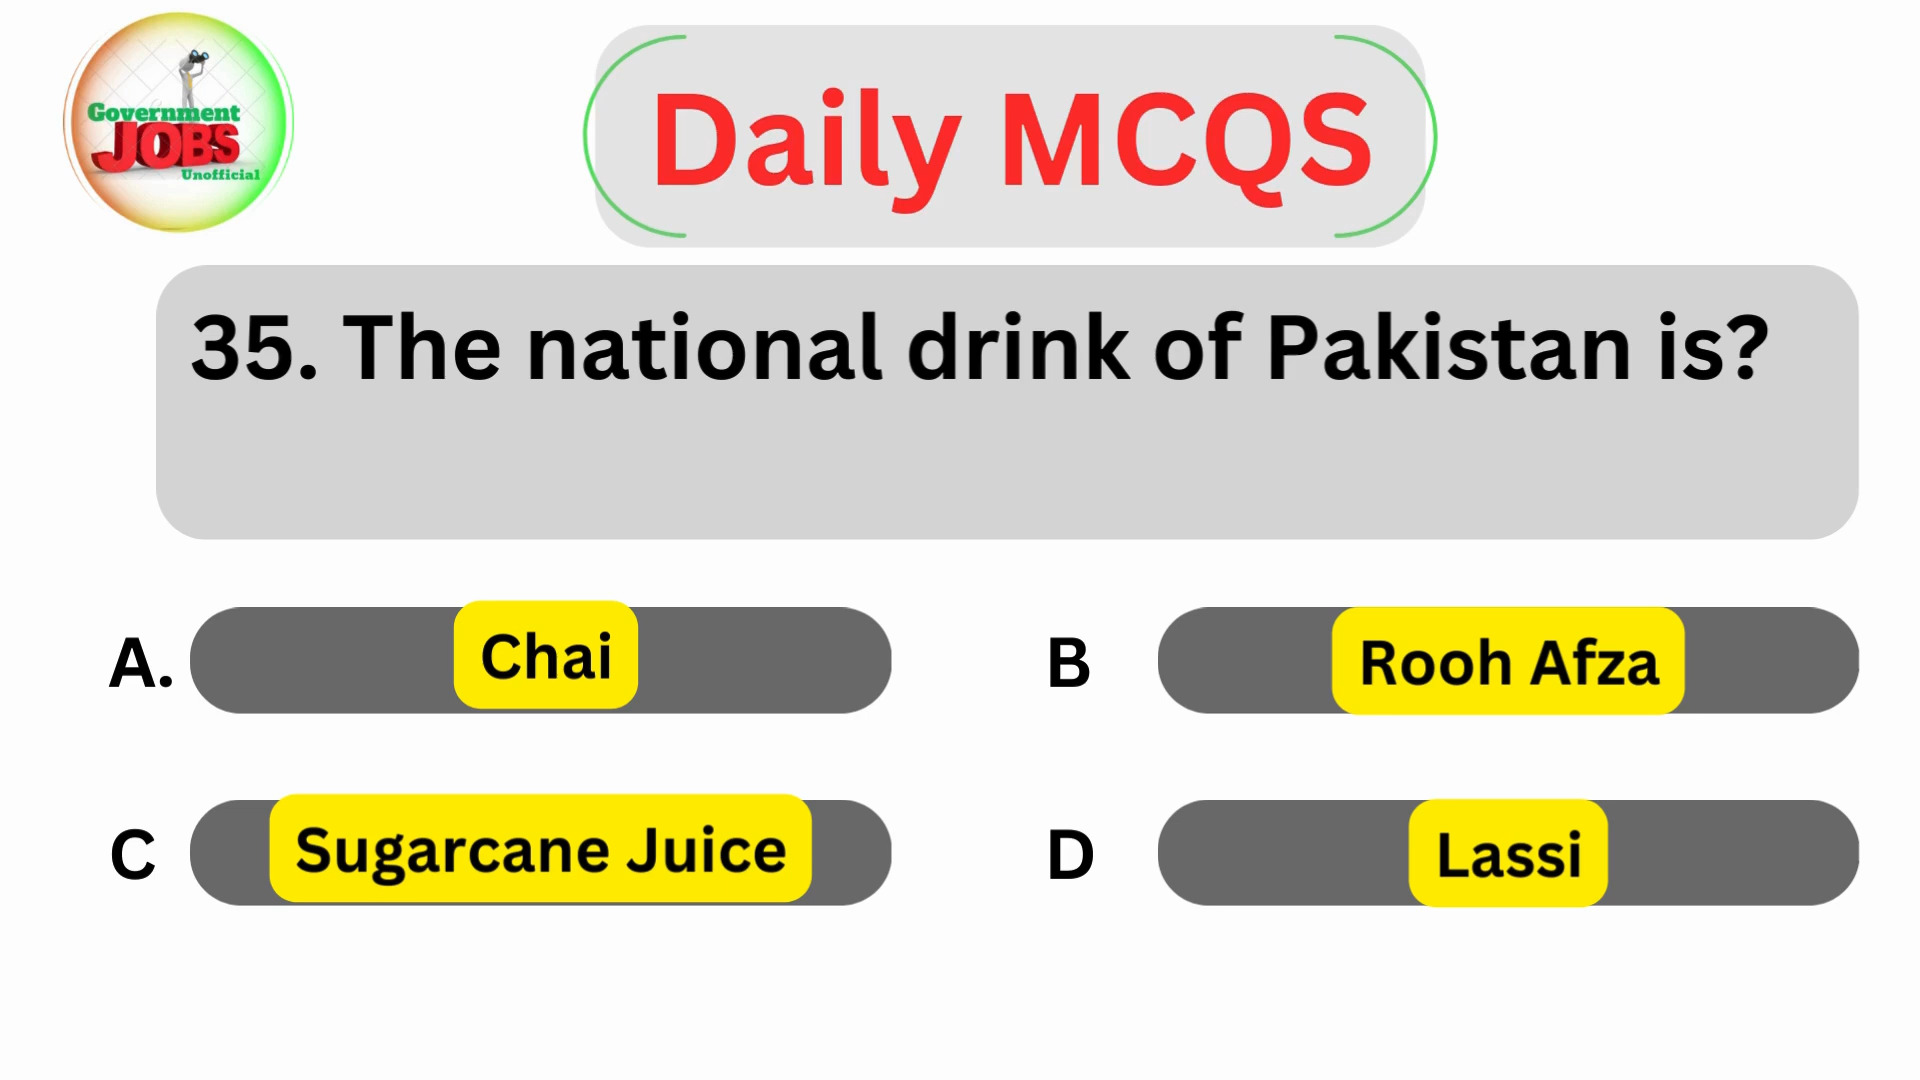 Government
JOBS
Unofficial
Daily MCQS
35. The national drink of Pakistan is?
A. Chai
B Rooh Afza
C Sugarcane Juice
D Lassi